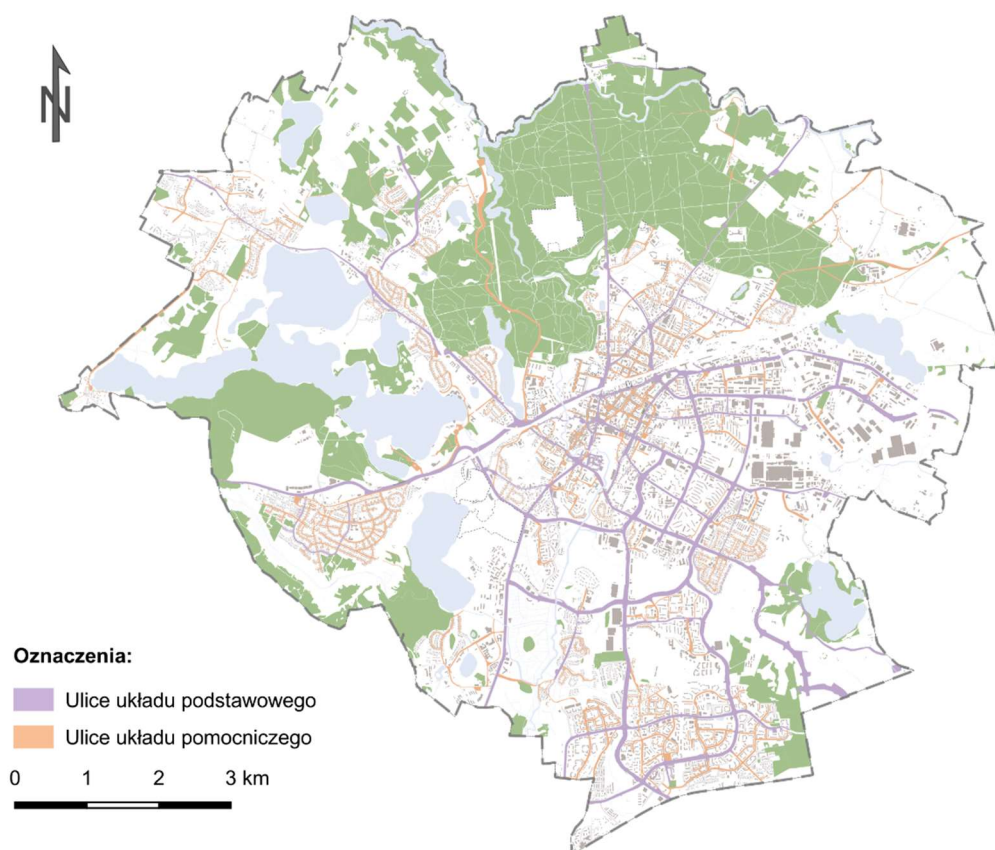 N
Oznaczenia:
Ulice układu podstawowego
Ulice układu pomocniczego
0 1 2 3 km